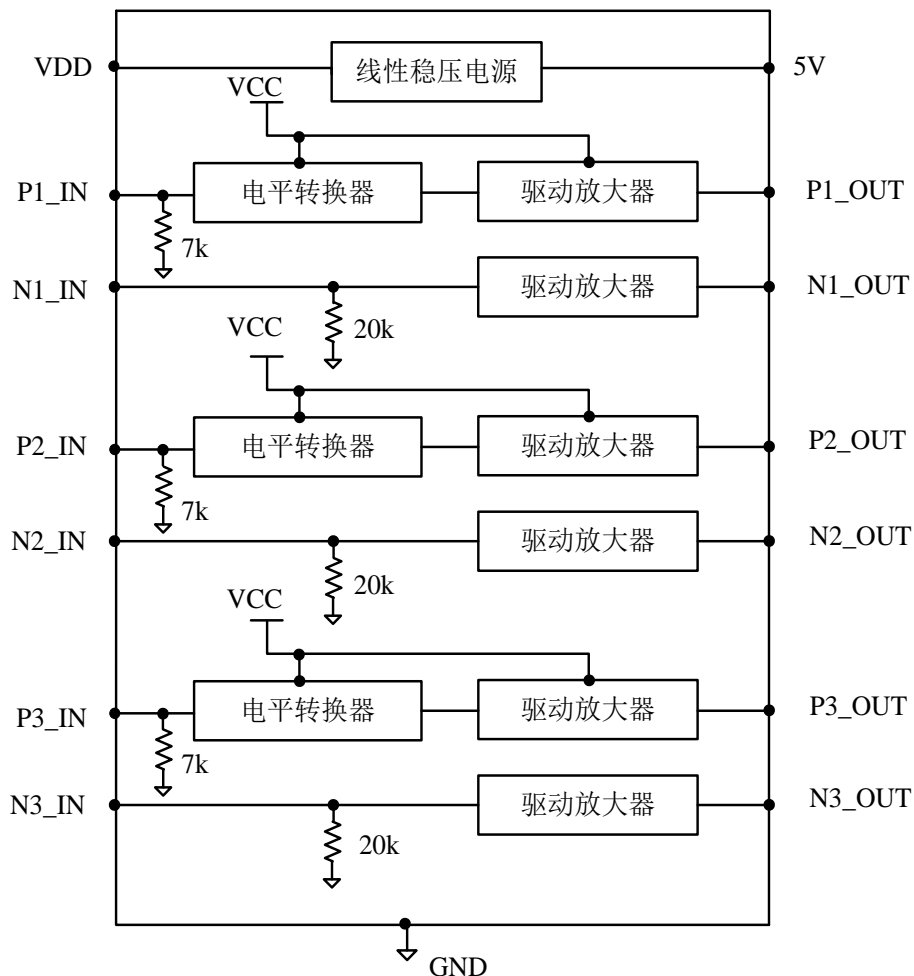 VDD 线性稳压电源 5V
VCC
P1_IN 电平转换器 驱动放大器 P1_OUT
7k
N1_IN 驱动放大器 N1_OUT
20k
VCC
P2_IN 电平转换器 驱动放大器 P2_OUT
7k
N2_IN 驱动放大器 N2_OUT
20k
VCC
P3_IN 电平转换器 驱动放大器 P3_OUT
7k
N3_IN 驱动放大器 N3_OUT
20k
GND